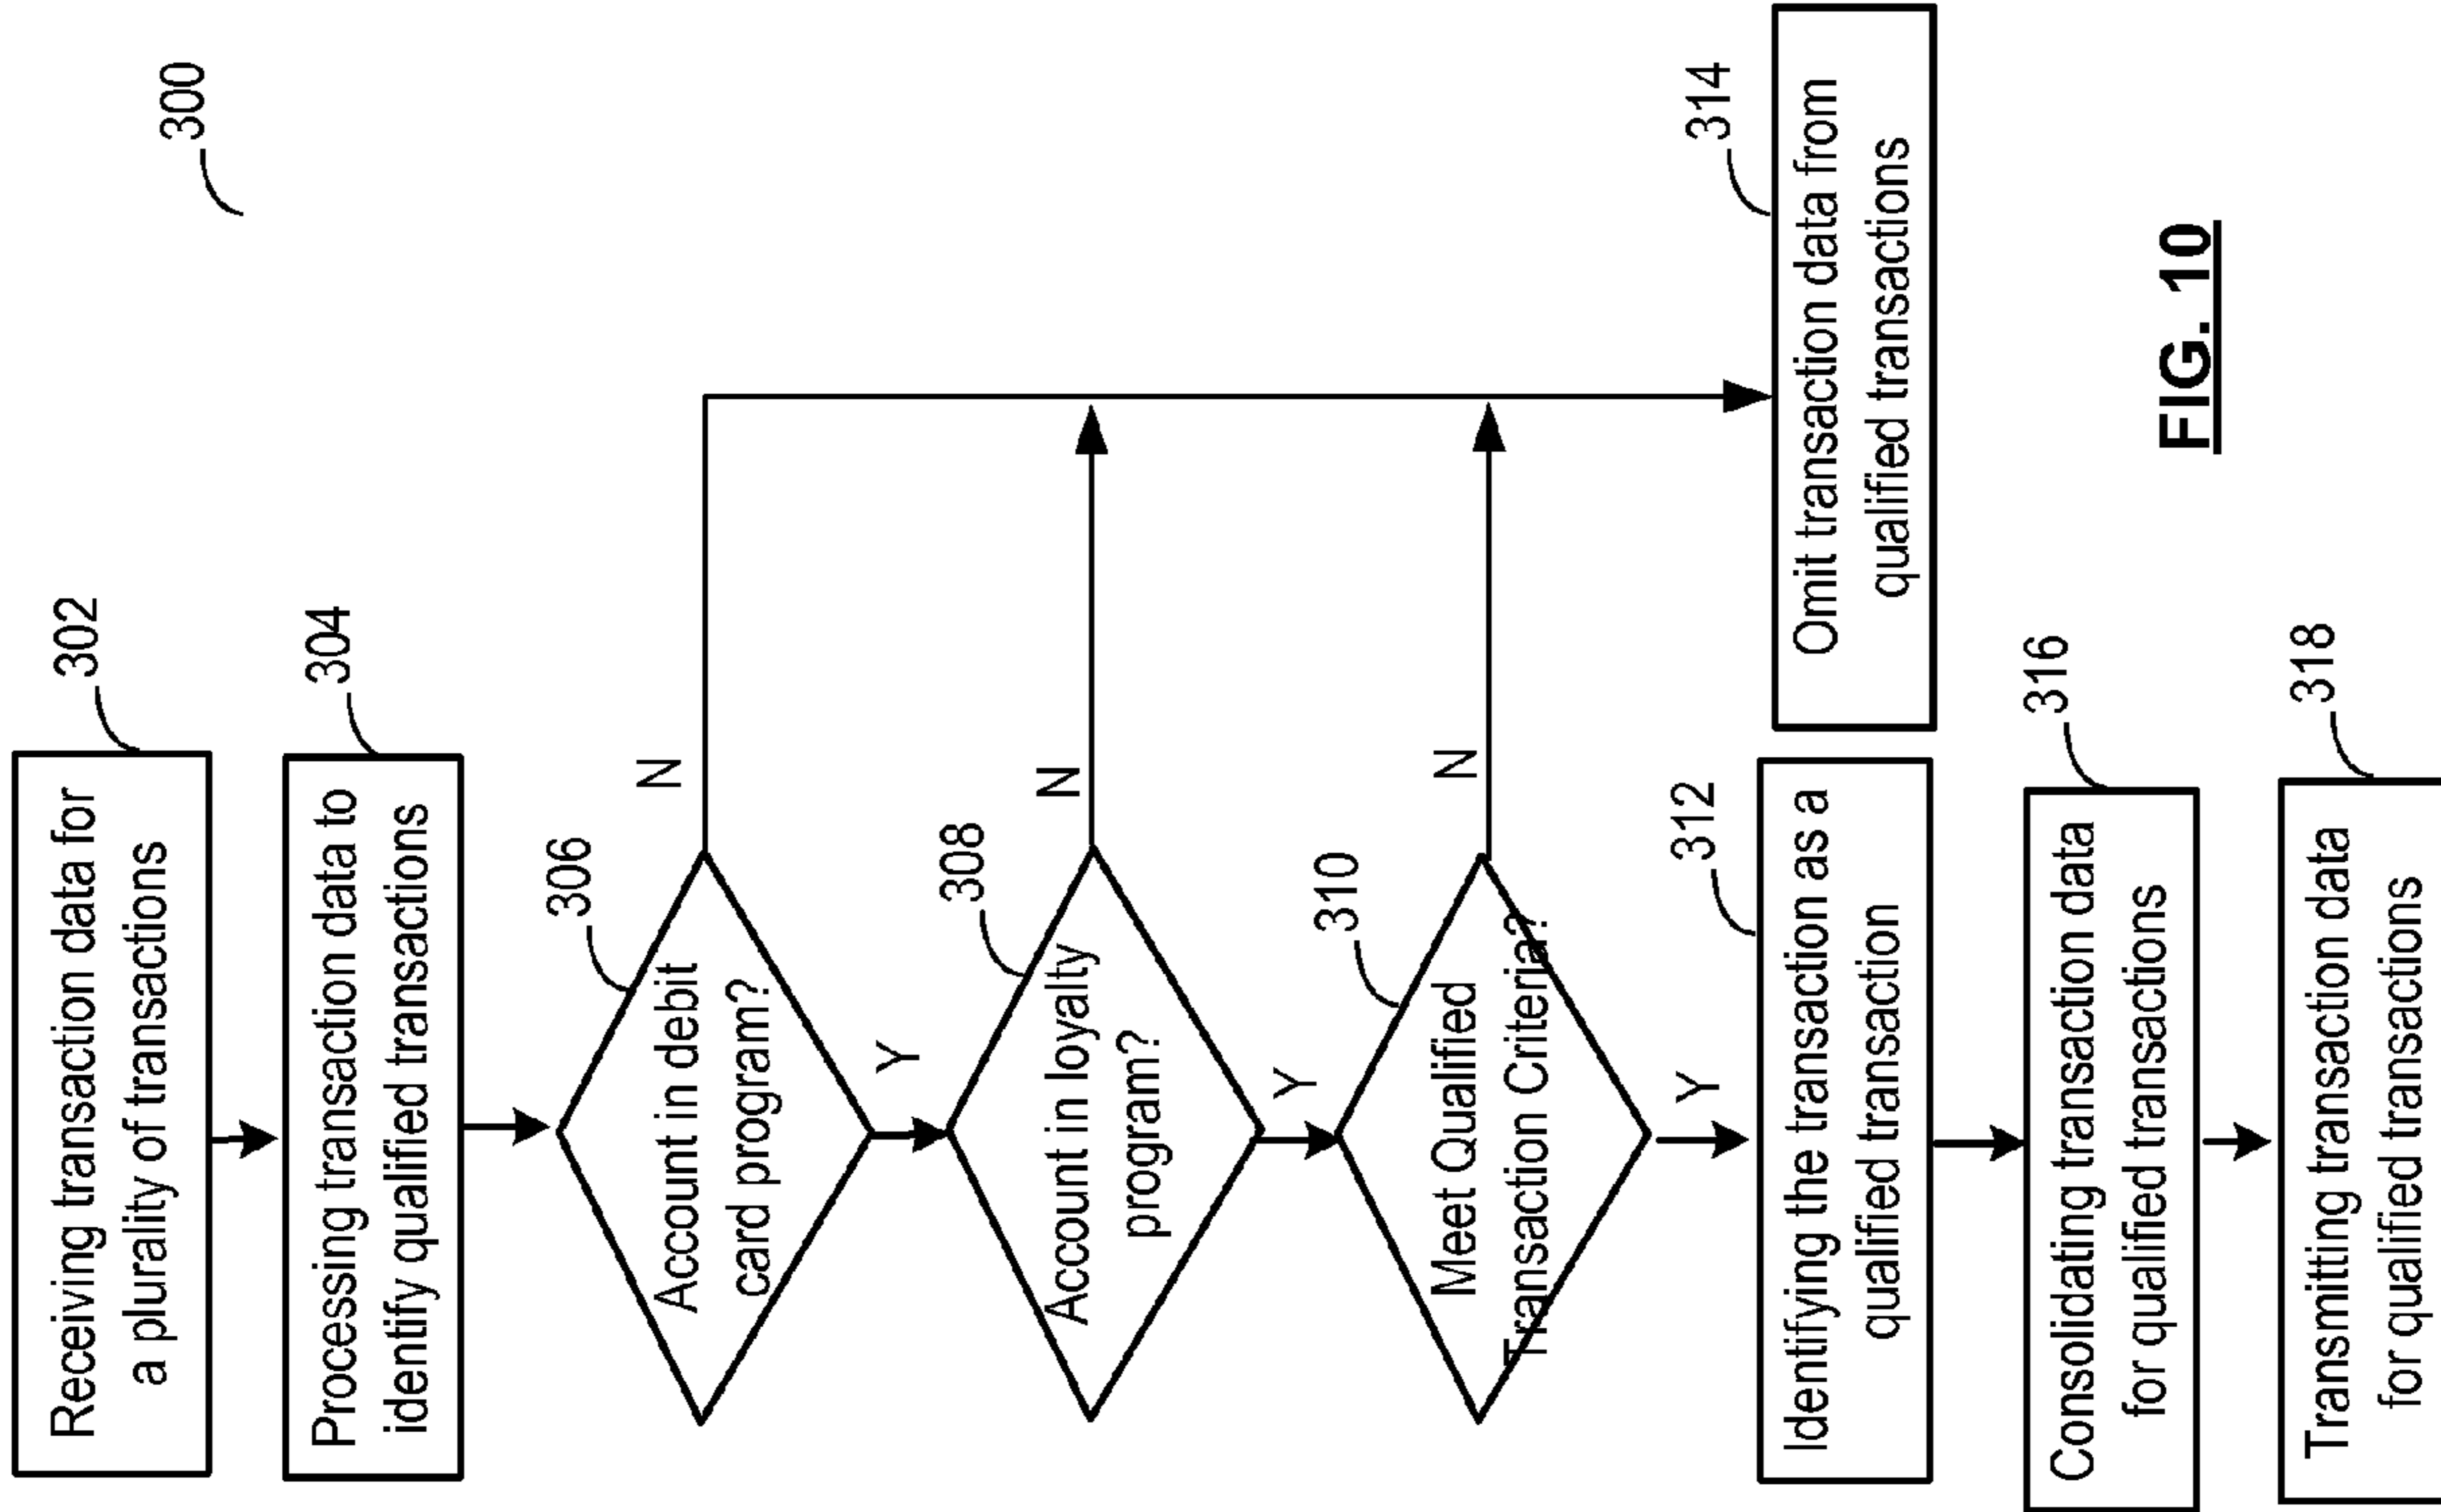 300
302
Receiving transaction data for
a plurality of transactions
304
Processing transaction data to
identify qualified transactions
306
Account in debit
card program?
N
Y
308
Account in loyalty
program?
N
Y
310
Meet Qualified
Transaction Criteria?
N
Y
312
Identifying the transaction as a
qualified transaction
314
Omit transaction data from
qualified transactions
316
Consolidating transaction data
for qualified transactions
318
Transmitting transaction data
for qualified transactions
FIG. 10